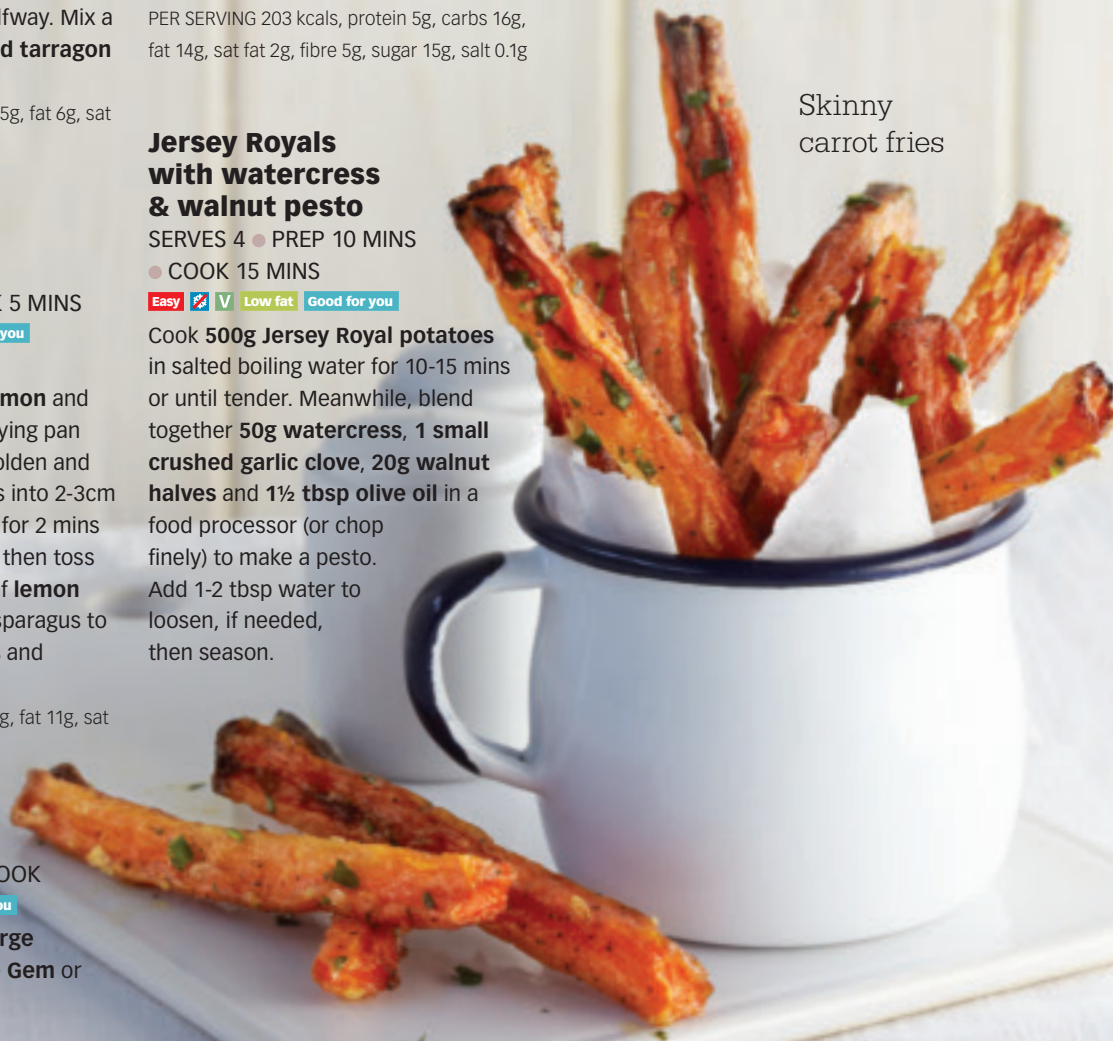 lfway. Mix a
d tarragon
5g, fat 6g, sat
5 MINS
you
mon and
ying pan
olden and
s into 2-3cm
for 2 mins
then toss
f lemon
sparagus to
and
g, fat 11g, sat
OOK
ou
rge
Gem or
PER SERVING 203 kcals, protein 5g, carbs 16g,
fat 14g, sat fat 2g, fibre 5g, sugar 15g, salt 0.1g
Jersey Royals
with watercress
& walnut pesto
SERVES 4 ● PREP 10 MINS
● COOK 15 MINS
Easy V Low fat Good for you
Cook 500g Jersey Royal potatoes
in salted boiling water for 10-15 mins
or until tender. Meanwhile, blend
together 50g watercress, 1 small
crushed garlic clove, 20g walnut
halves and 1½ tbsp olive oil in a
food processor (or chop
finely) to make a pesto.
Add 1-2 tbsp water to
loosen, if needed,
then season.
Skinny
carrot fries